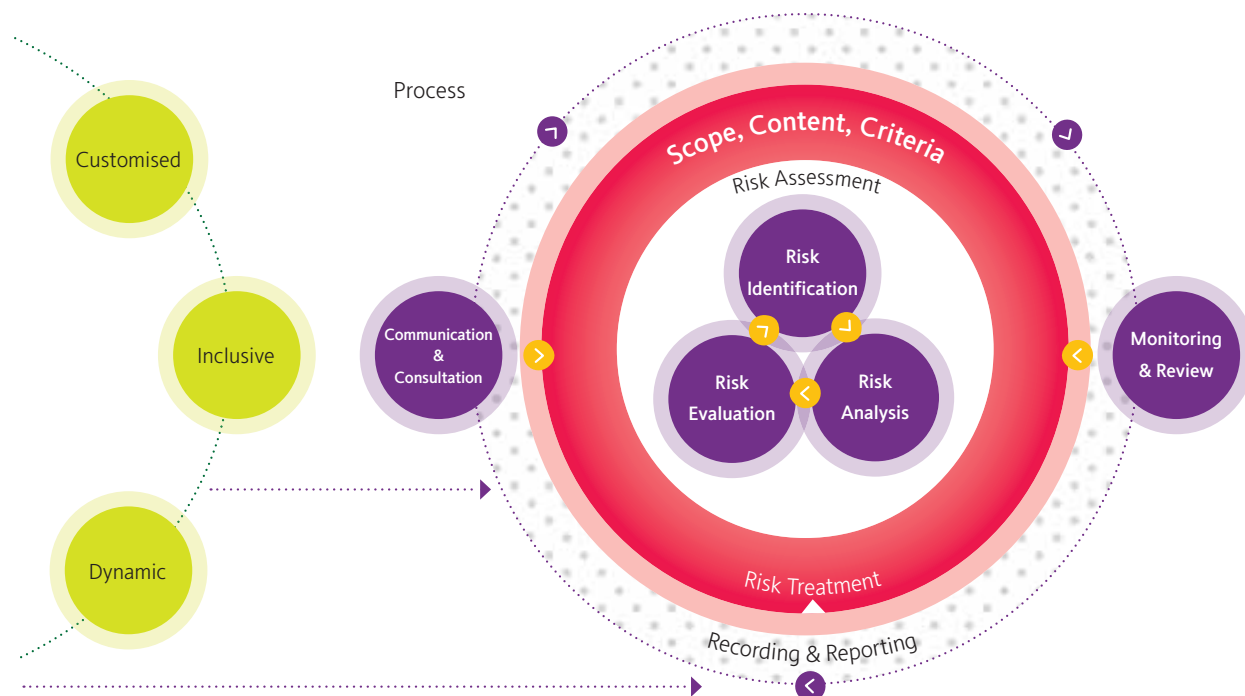 Process
Customised
Inclusive
Dynamic
Communication
&
Consultation
Scope, Content, Criteria
Risk Assessment
Risk
Identification
Risk
Evaluation
Risk
Analysis
Monitoring
& Review
Risk Treatment
Recording & Reporting